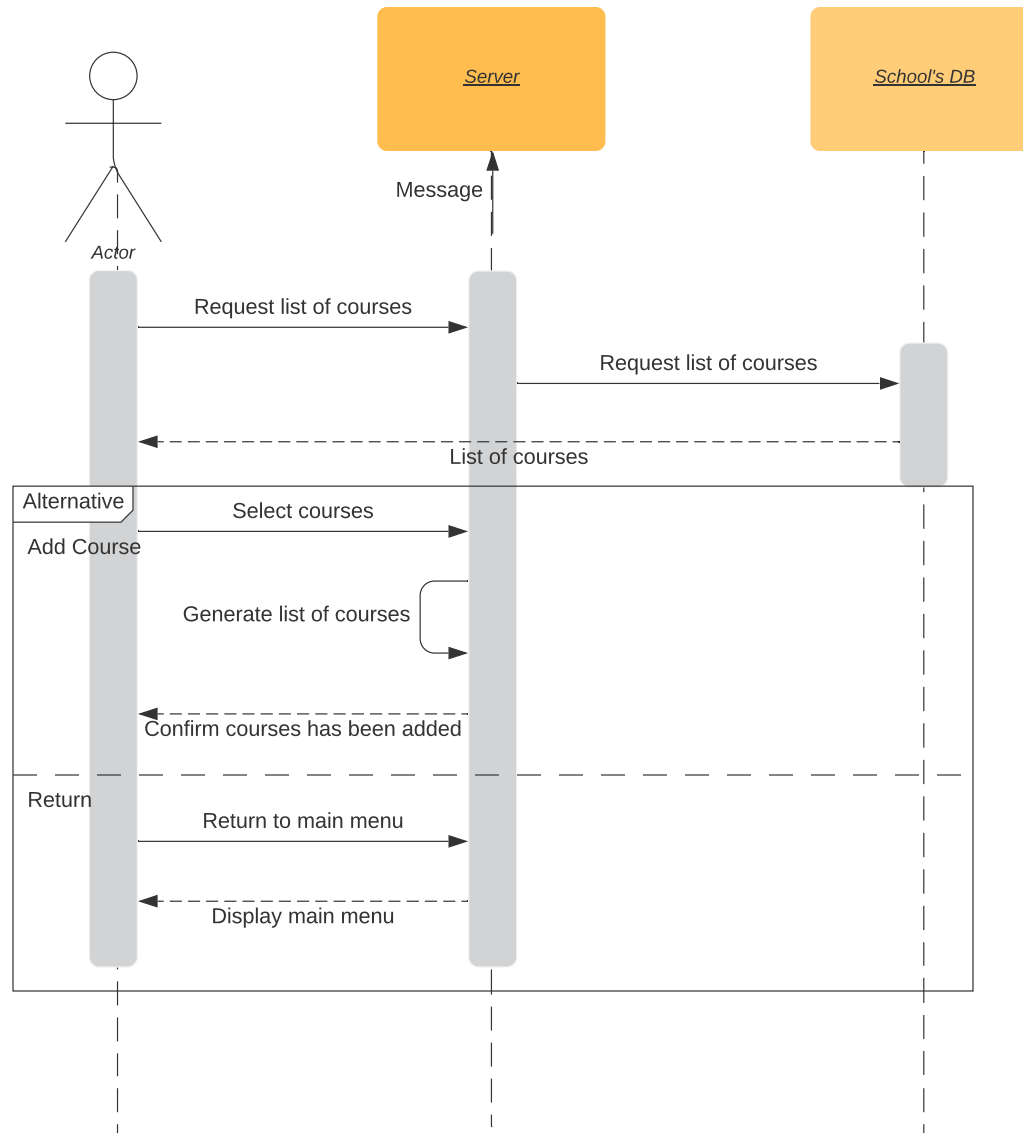 Server
School's DB
Message
Actor
Request list of courses
Request list of courses
List of courses
Alternative
Select courses
Add Course
Generate list of courses
Confirm courses has been added
Return
Return to main menu
Display main menu